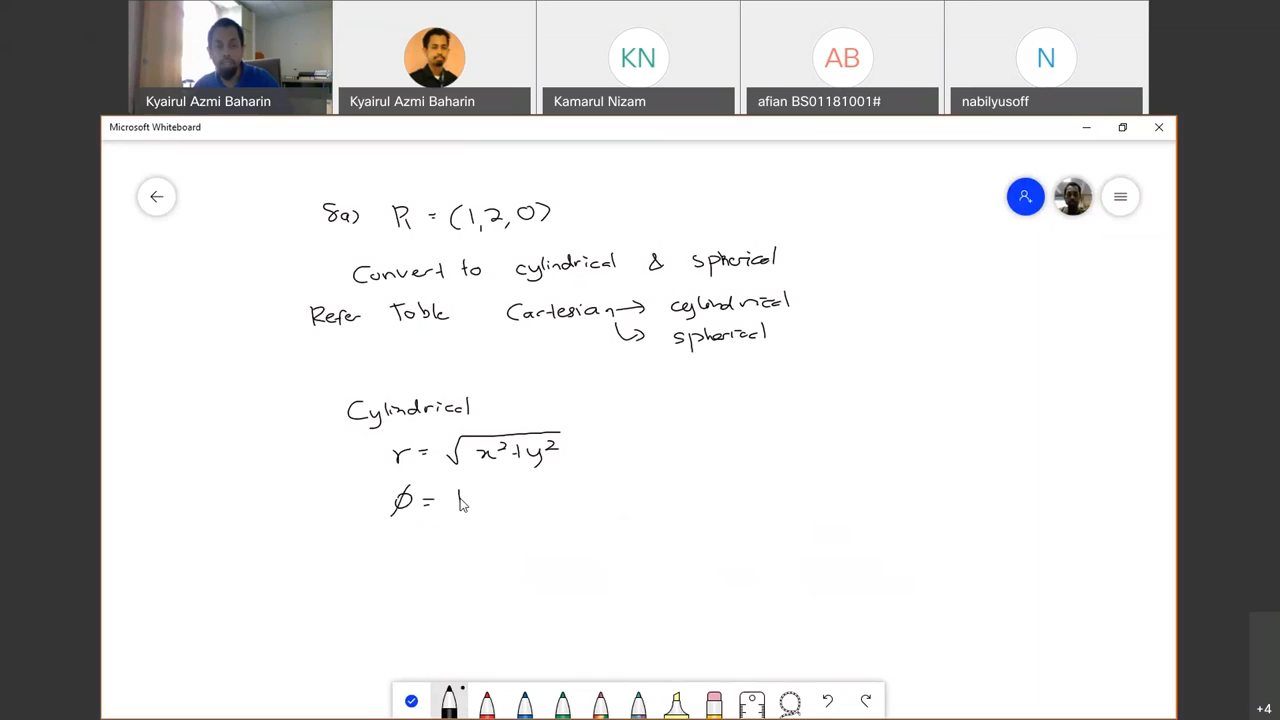 KN
AB
N
Kyairul Azmi Baharin
Kyairul Azmi Baharin
Kamarul Nizam
afian BS01181001#
nabilyusoff
Microsoft Whiteboard
8a) R = (1,2,0)
Convert to cylindrical & spherical
Refer Table Cartesian → cylindrical
↳ spherical
Cylindrical
r = √x²+y²
ø =
+4